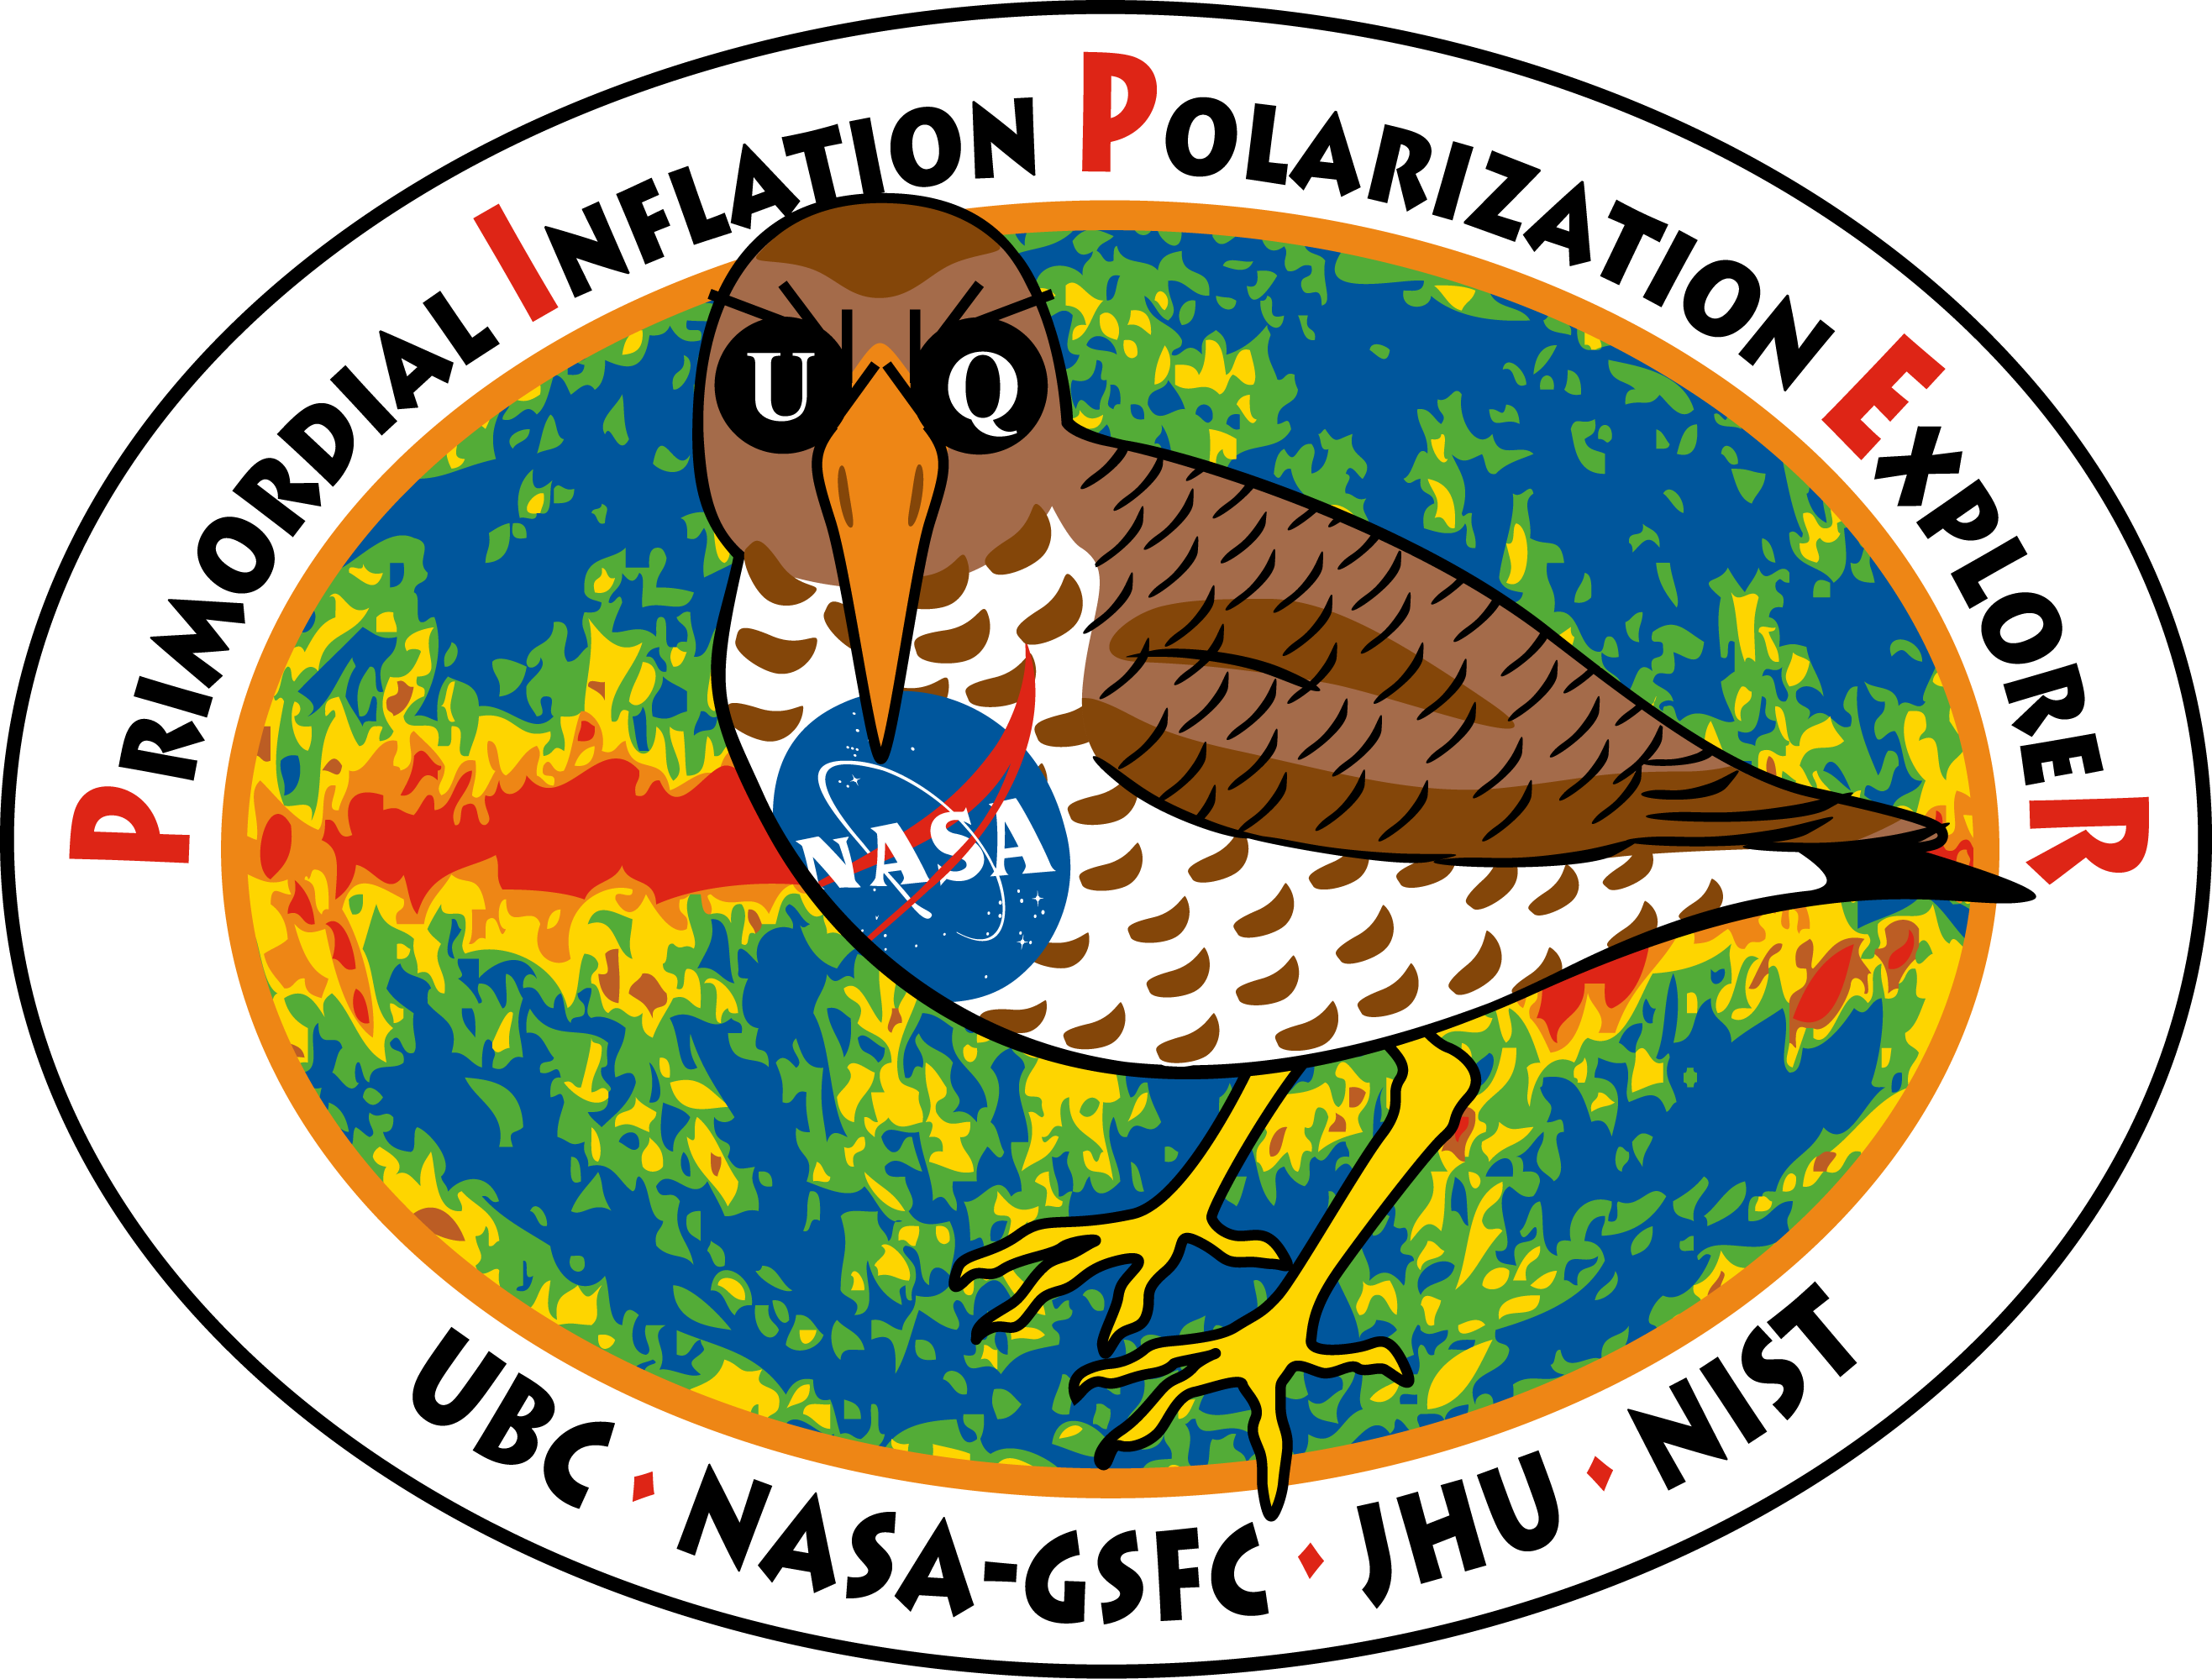 PRIMORDIAL INFLATION POLARIZATION EXPLORER
U Q
NASA
UBC · NASA-GSFC · JHU · NIST